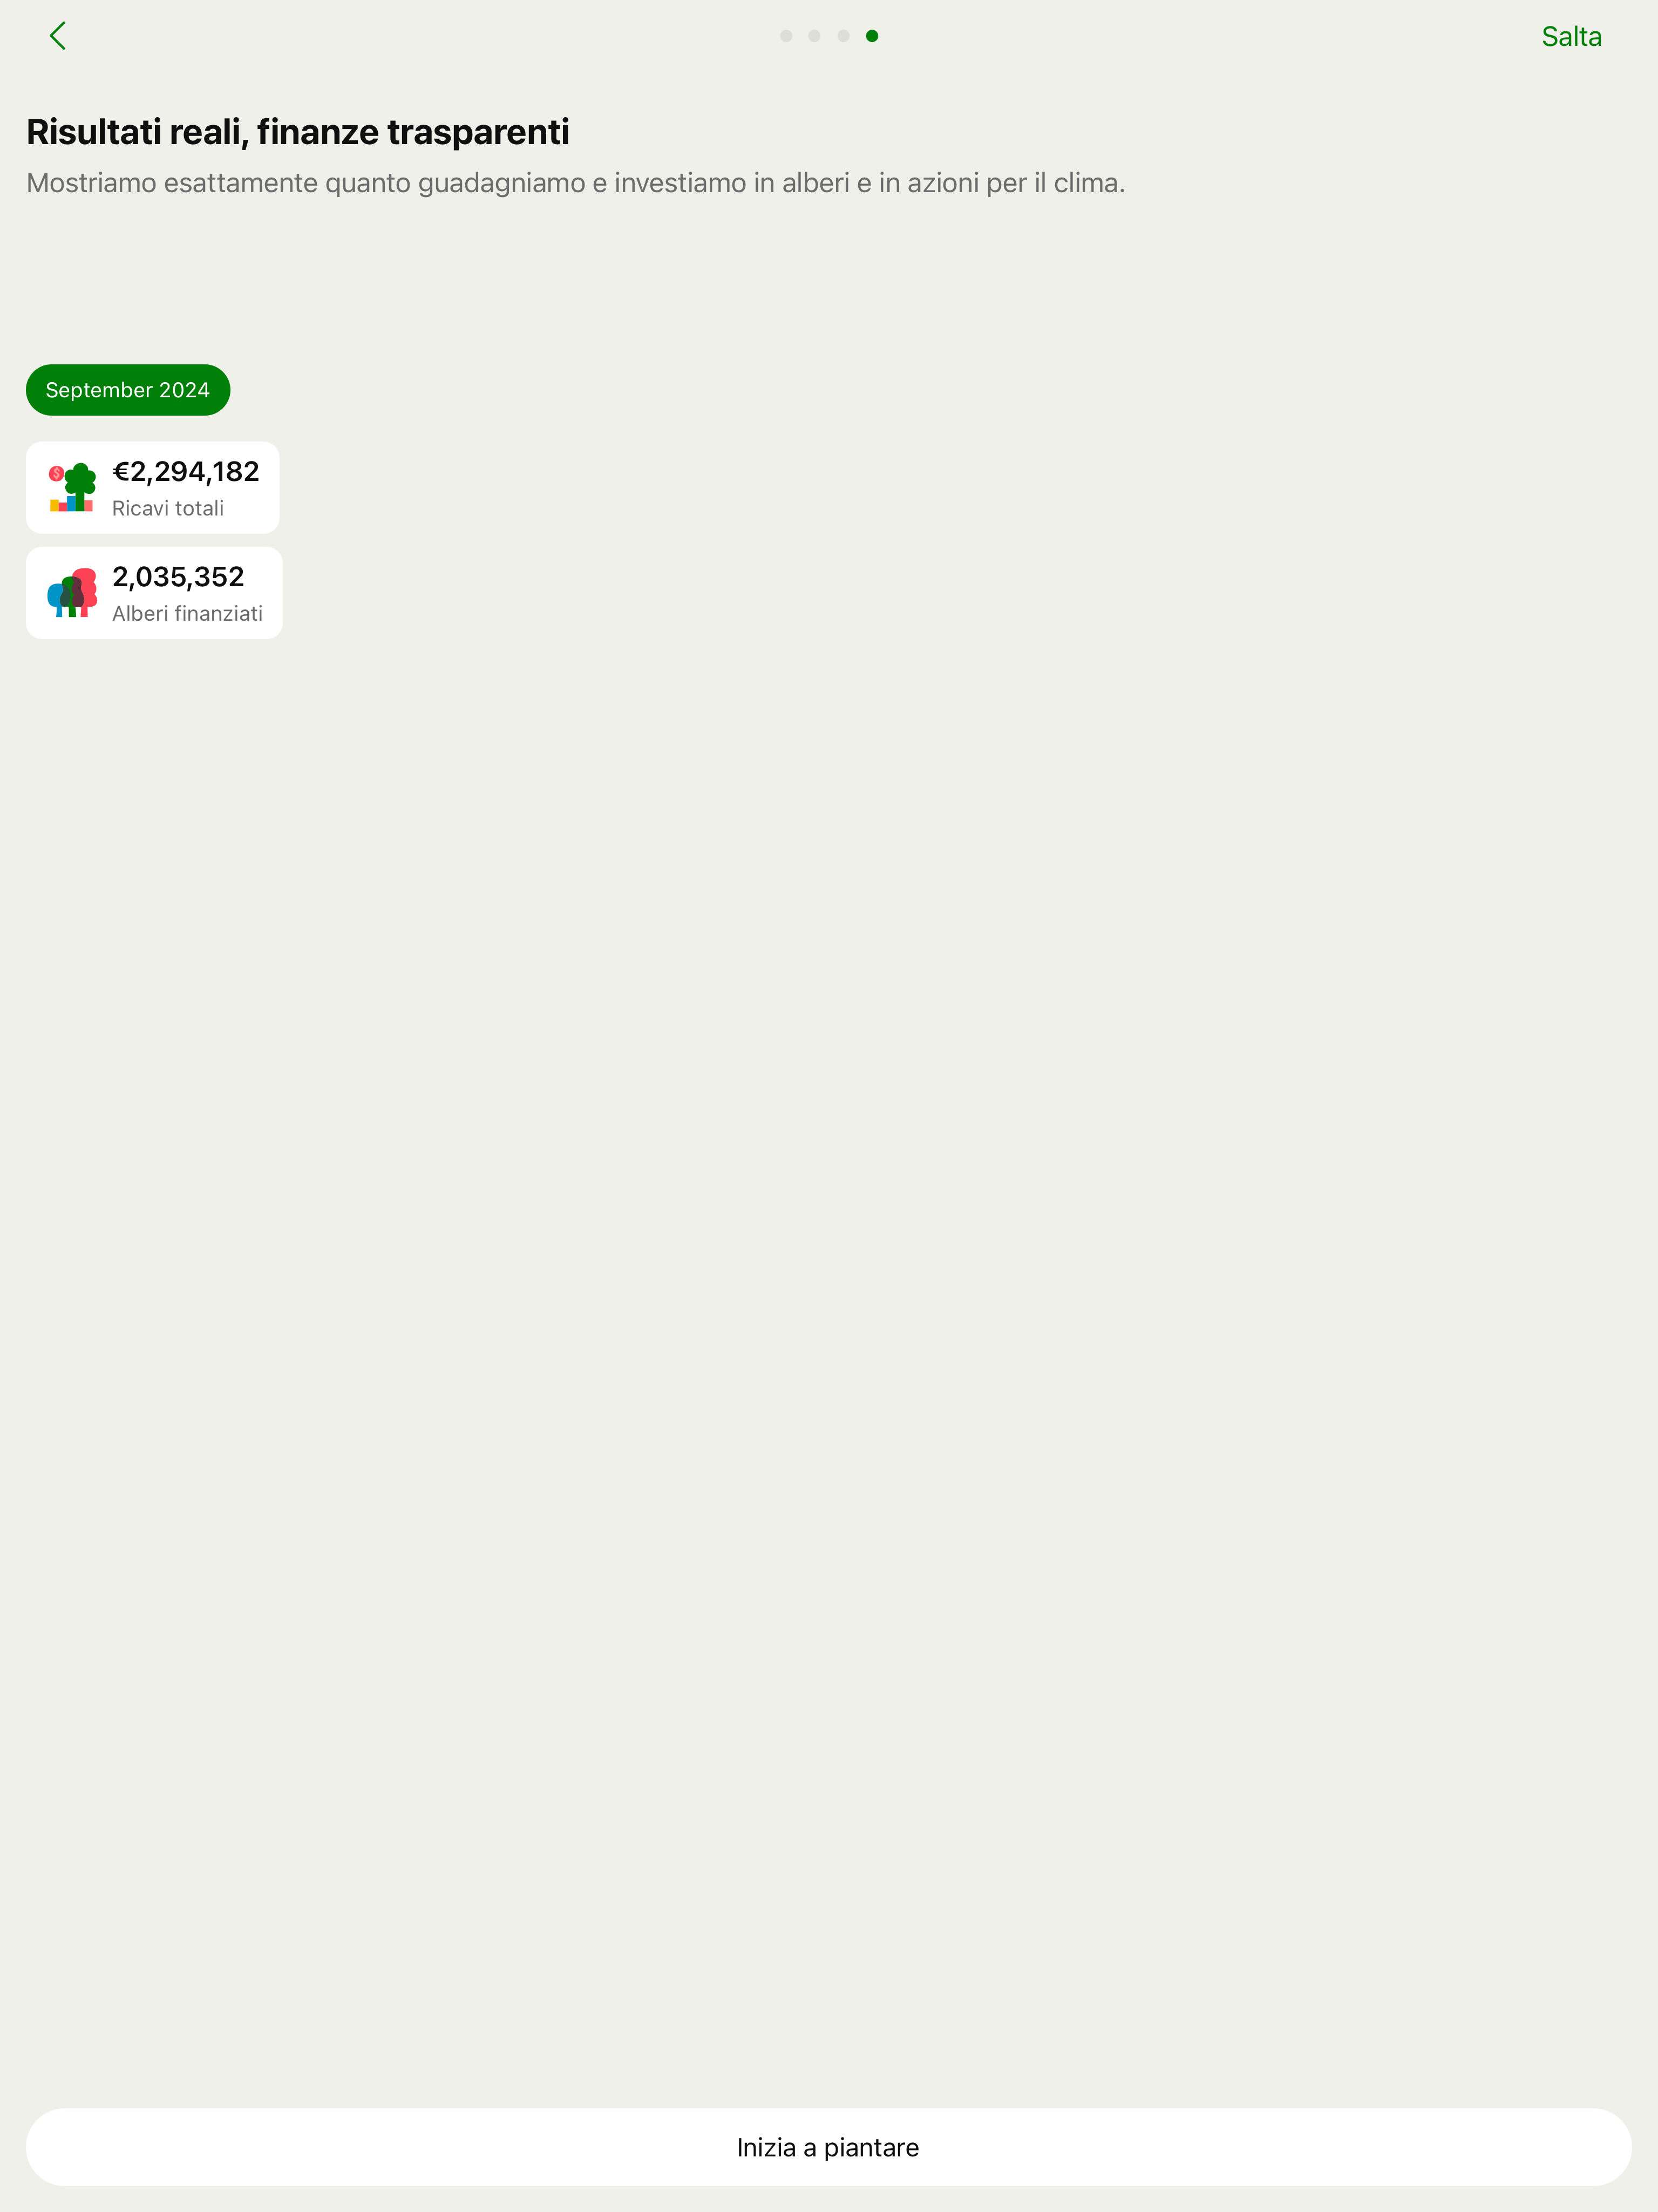 Salta
Risultati reali, finanze trasparenti
Mostriamo esattamente quanto guadagniamo e investiamo in alberi e in azioni per il clima.
September 2024
€2,294,182
Ricavi totali
2,035,352
Alberi finanziati
Inizia a piantare